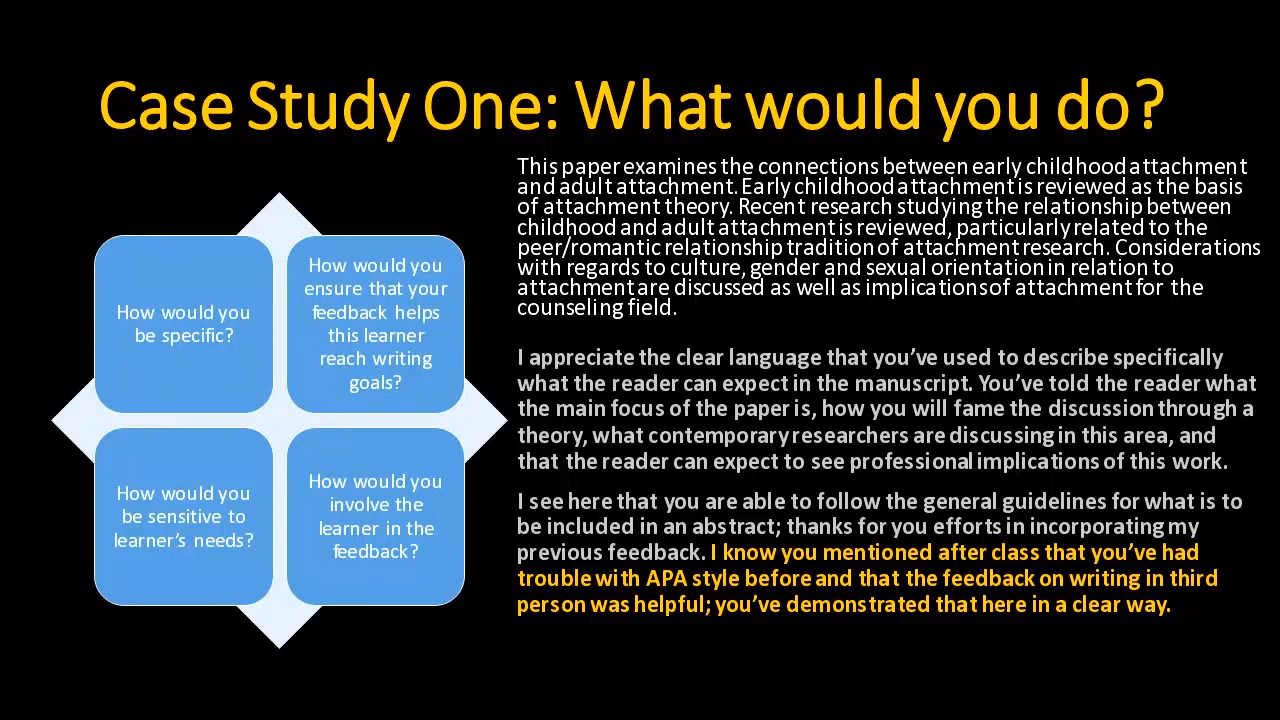 Case Study One: What would you do?
How would you
be specific?
How would you
ensure that your
feedback helps
this learner
reach writing
goals?
How would you
be sensitive to
learner's needs?
How would you
involve the
learner in the
feedback?
This paper examines the connections between early childhood attachment
and adult attachment. Early childhood attachment is reviewed as the basis
of attachment theory. Recent research studying the relationship between
childhood and adult attachment is reviewed, particularly related to the
peer/romantic relationship tradition of attachment research. Considerations
with regards to culture, gender and sexual orientation in relation to
attachment are discussed as well as implications of attachment for the
counseling field.
I appreciate the clear language that you've used to describe specifically
what the reader can expect in the manuscript. You've told the reader what
the main focus of the paper is, how you will fame the discussion through a
theory, what contemporary researchers are discussing in this area, and
that the reader can expect to see professional implications of this work.
I see here that you are able to follow the general guidelines for what is to
be included in an abstract; thanks for you efforts in incorporating my
previous feedback. I know you mentioned after class that you've had
trouble with APA style before and that the feedback on writing in third
person was helpful; you've demonstrated that here in a clear way.